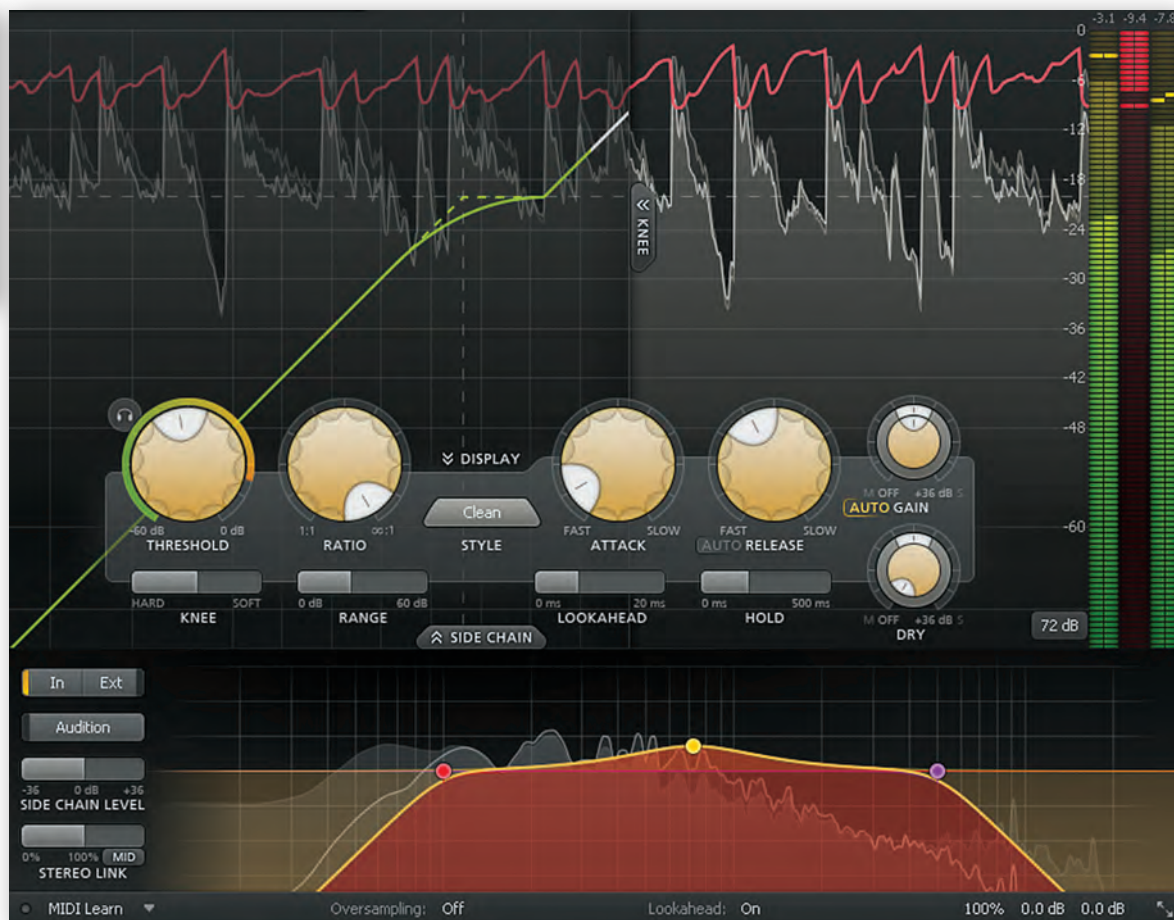 -3.1 -9.4 -7.8
0
-6
-12
-18
KNEE
-24
-30
-36
-42
-48
-60
DISPLAY
Clean
M OFF +36 dB S
AUTO GAIN
-60 dB 0 dB
THRESHOLD
1:1 ∞:1
RATIO
STYLE
FAST SLOW
ATTACK
FAST SLOW
AUTO RELEASE
HARD SOFT
KNEE
0 dB 60 dB
RANGE
0 ms 20 ms
LOOKAHEAD
0 ms 500 ms
HOLD
M OFF +36 dB S
DRY
72 dB
SIDE CHAIN
In Ext
Audition
-36 0 dB +36
SIDE CHAIN LEVEL
0% 100% MID
STEREO LINK
MIDI Learn Oversampling: Off Lookahead: On 100% 0.0 dB 0.0 dB